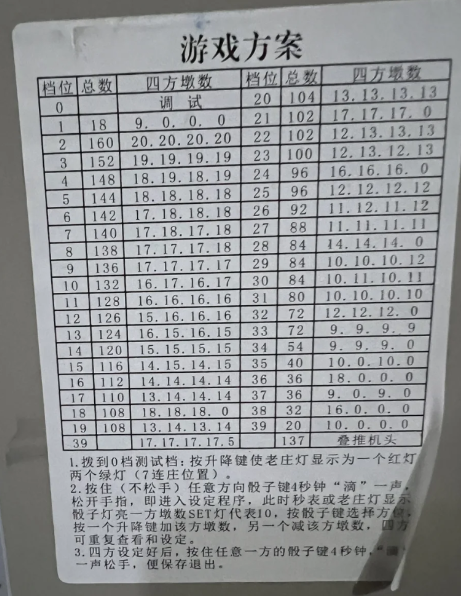 游戏方案
档位 总数 四方墩数 档位 总数 四方墩数
0 调试 20 104 13.13.13.13
1 18 9. 0. 0. 0 21 102 17.17.17. 0
2 160 20.20.20.20 22 102 12.13.13.13
3 152 19.19.19.19 23 100 12.13.12.13
4 148 18.19.18.19 24 96 16.16.16. 0
5 144 18.18.18.18 25 96 12.12.12.12
6 142 17.18.18.18 26 92 11.12.11.12
7 140 17.18.17.18 27 88 11.11.11.11
8 138 17.17.17.18 28 84 14.14.14. 0
9 136 17.17.17.17 29 84 10.10.10.12
10 132 16.17.16.17 30 84 10.11.10.11
11 128 16.16.16.16 31 80 10.10.10.10
12 126 15.16.16.16 32 72 12.12.12. 0
13 124 16.15.16.15 33 72 9. 9. 9. 9
14 120 15.15.15.15 34 54 9. 9. 9. 0
15 116 14.15.14.15 35 40 10.0.10.0
16 112 14.14.14.14 36 36 18.0. 0. 0
17 110 13.14.14.14 37 36 9. 0. 9. 0
18 108 18.18.18. 0 38 32 16.0. 0. 0
19 108 13.14.13.14 39 20 10.0. 0. 0
39 17.17.17.17.5 137 叠推机头
1.拨到0档测试档：按升降键使老庄灯显示为一个红灯
两个绿灯（7连庄位置）。
2.按住（不松手）任意方向骰子键4秒钟“滴”一声，
松开手指，即进入设定程序，此时秒表或老庄灯显示
骰子灯亮一方墩数SET灯代表10，按骰子键选择方位，
按一个升降键加该方墩数，另一个减该方墩数，四方
可重复查看和设定。
3.四方设定好后，按住任意一方的骰子键4秒钟，“滴”
一声松手，便保存退出。